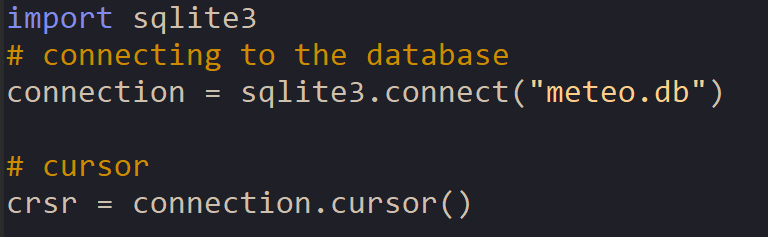 import sqlite3
# connecting to the database
connection = sqlite3.connect("meteo.db")
# cursor
crsr = connection.cursor()